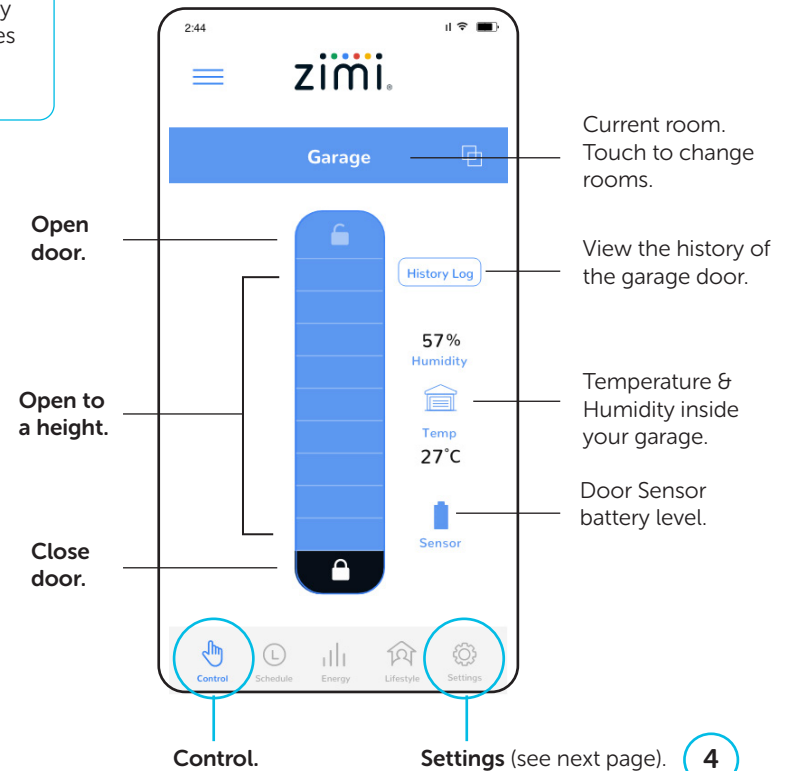 y
es
2:44
zimi®
Garage
Current room.
Touch to change
rooms.
Open
door.
History Log
View the history of
the garage door.
57%
Humidity
Open to
a height.
Temp
27°C
Temperature &
Humidity inside
your garage.
Door Sensor
battery level.
Sensor
Close
door.
Control
Schedule
Energy
Lifestyle
Settings
Control.
Settings (see next page).
4